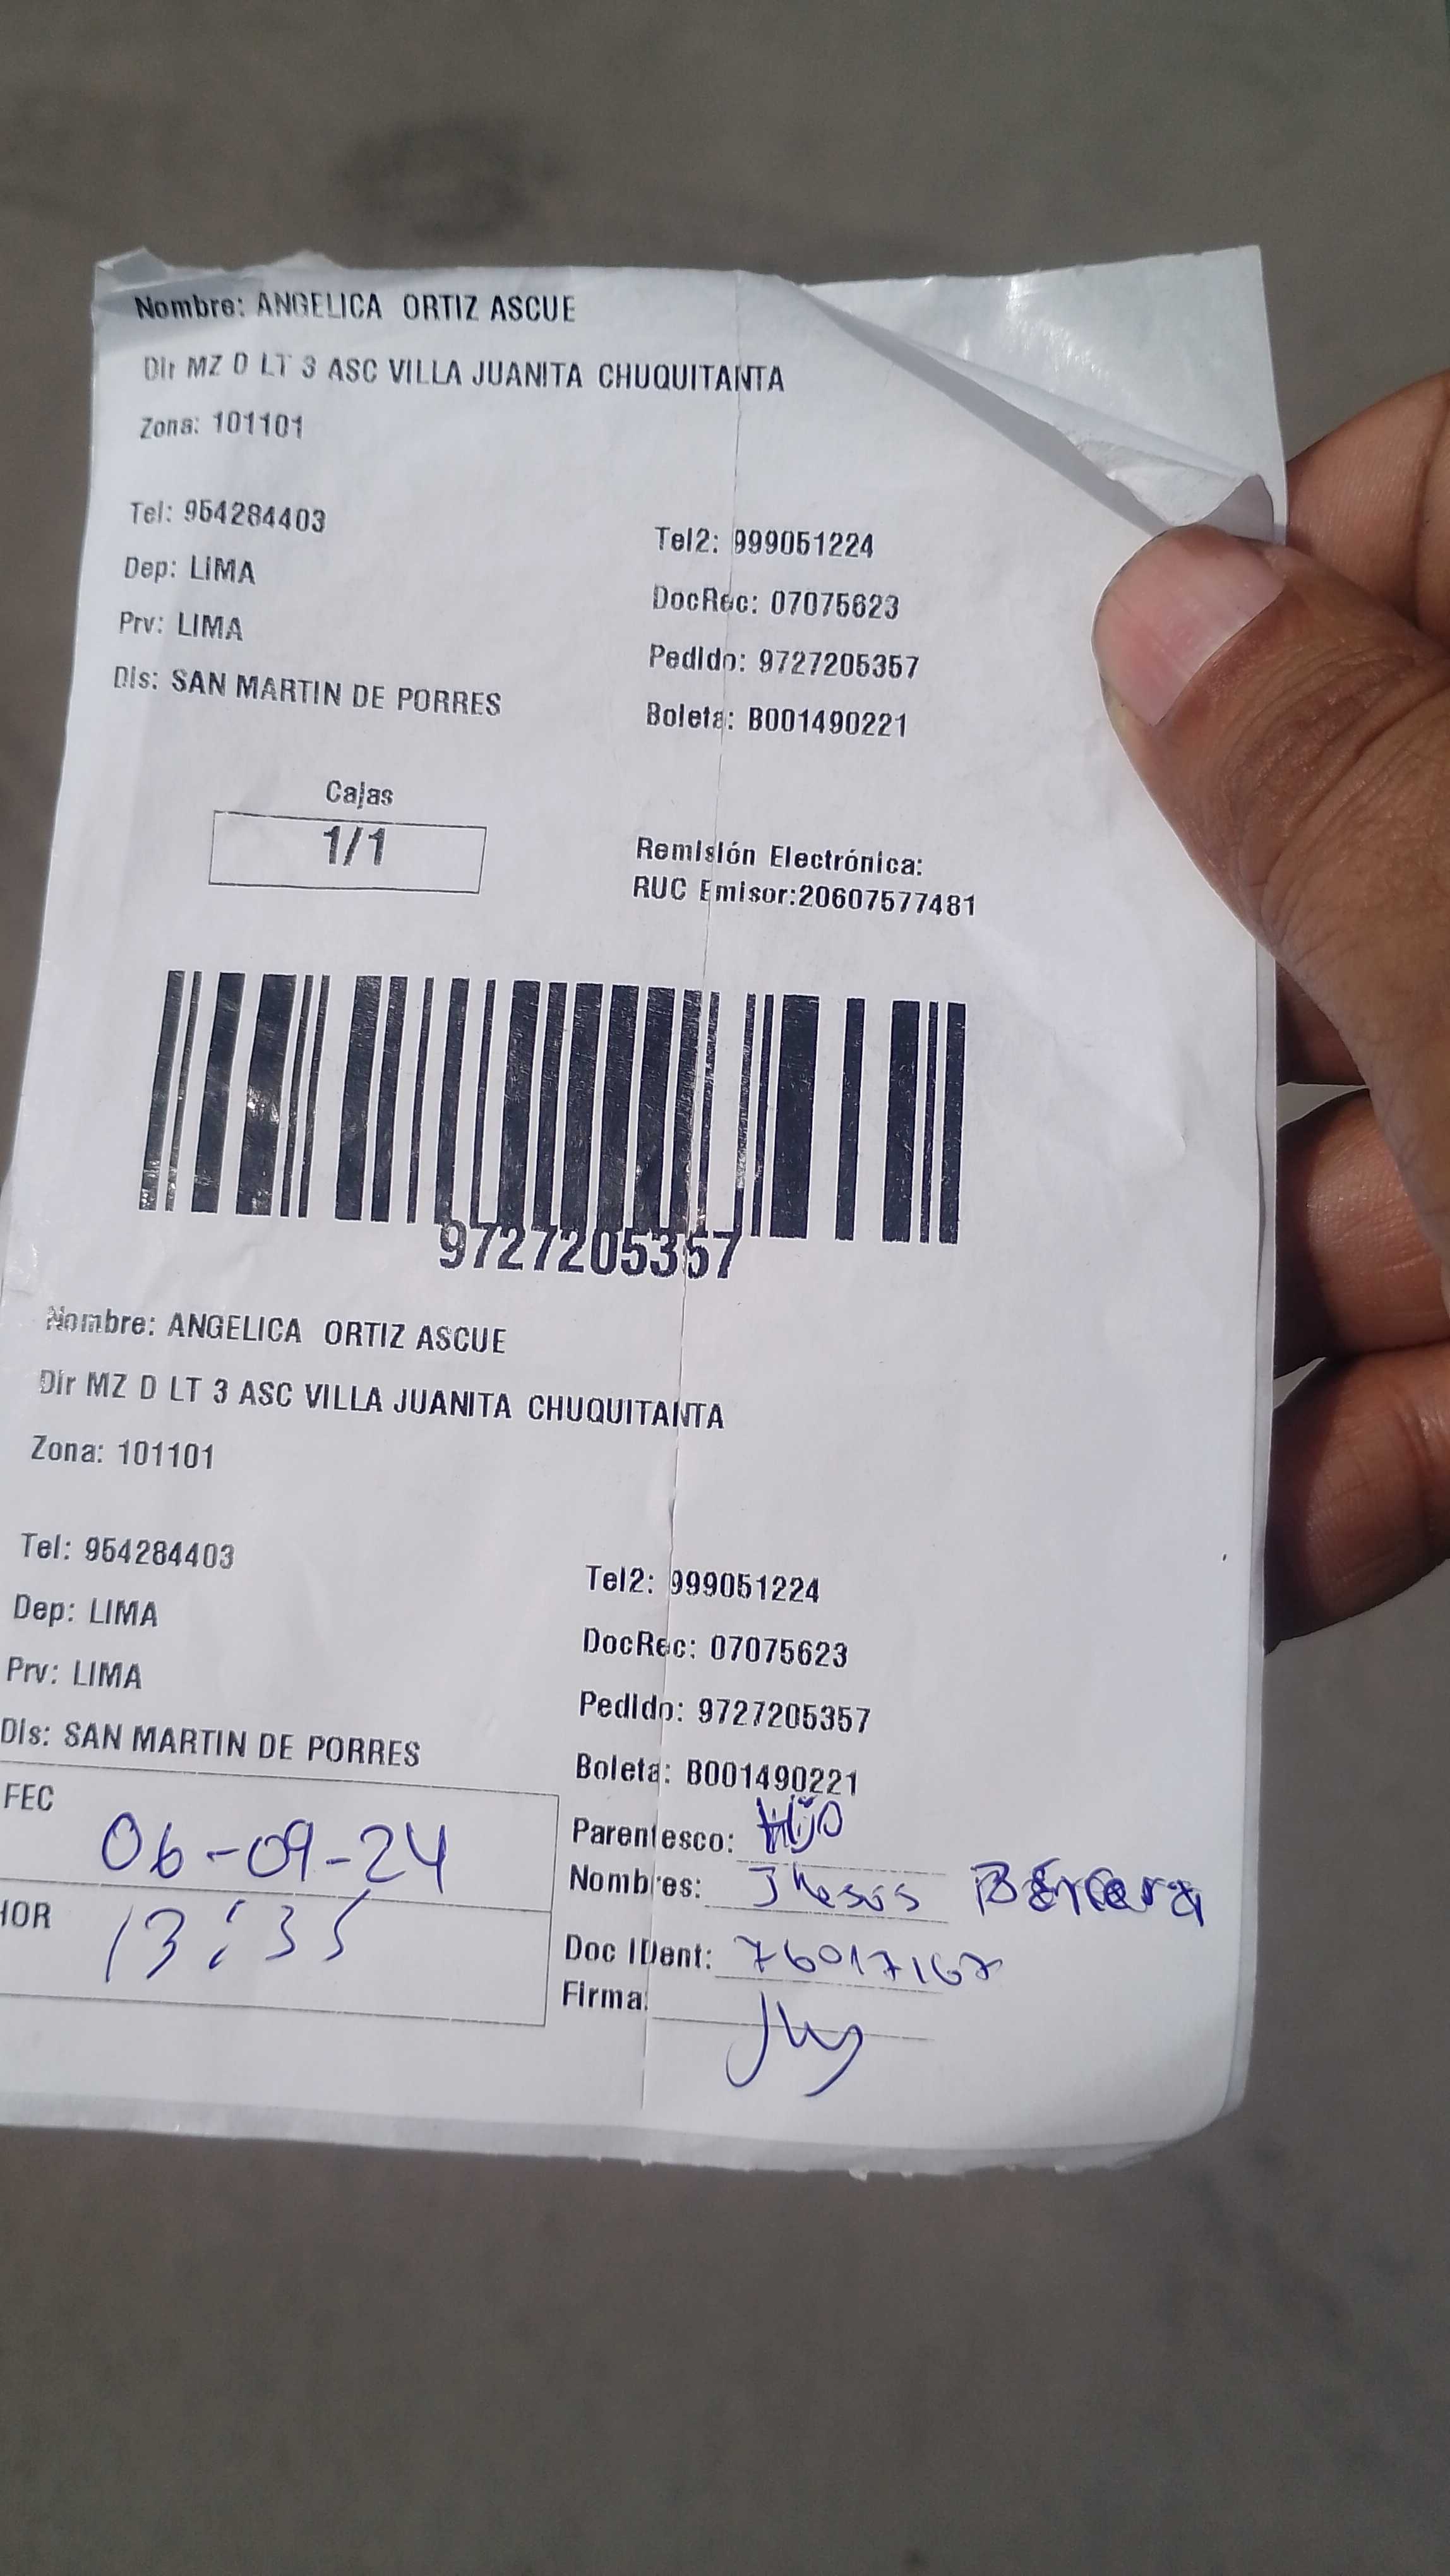 Nombre: ANGELICA ORTIZ ASCUE
Dir MZ D LT 3 ASC VILLA JUANITA CHUQUITANTA
Zona: 101101
Tel: 954284403 Tel2: 999051224
Dep: LIMA DocRec: 07075623
Prv: LIMA Pedido: 9727205357
Dis: SAN MARTIN DE PORRES Boleta: B001490221
Cajas
1/1
Remisión Electrónica:
RUC Emisor:20607577481
9727205357
Nombre: ANGELICA ORTIZ ASCUE
Dir MZ D LT 3 ASC VILLA JUANITA CHUQUITANTA
Zona: 101101
Tel: 954284403 Tel2: 999051224
Dep: LIMA DocRec: 07075623
Prv: LIMA Pedido: 9727205357
Dis: SAN MARTIN DE PORRES Boleta: B001490221
FEC 06-09-24
HOR 13:35
Parentesco: HIJO
Nombres: Jhesus
Doc IDent: 76017167
Firma: